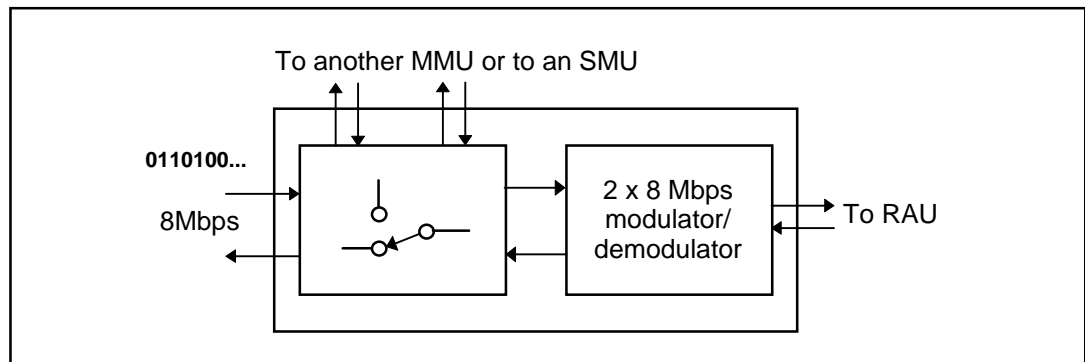 To another MMU or to an SMU
0110100...
8Mbps
2 x 8 Mbps
modulator/
demodulator
To RAU